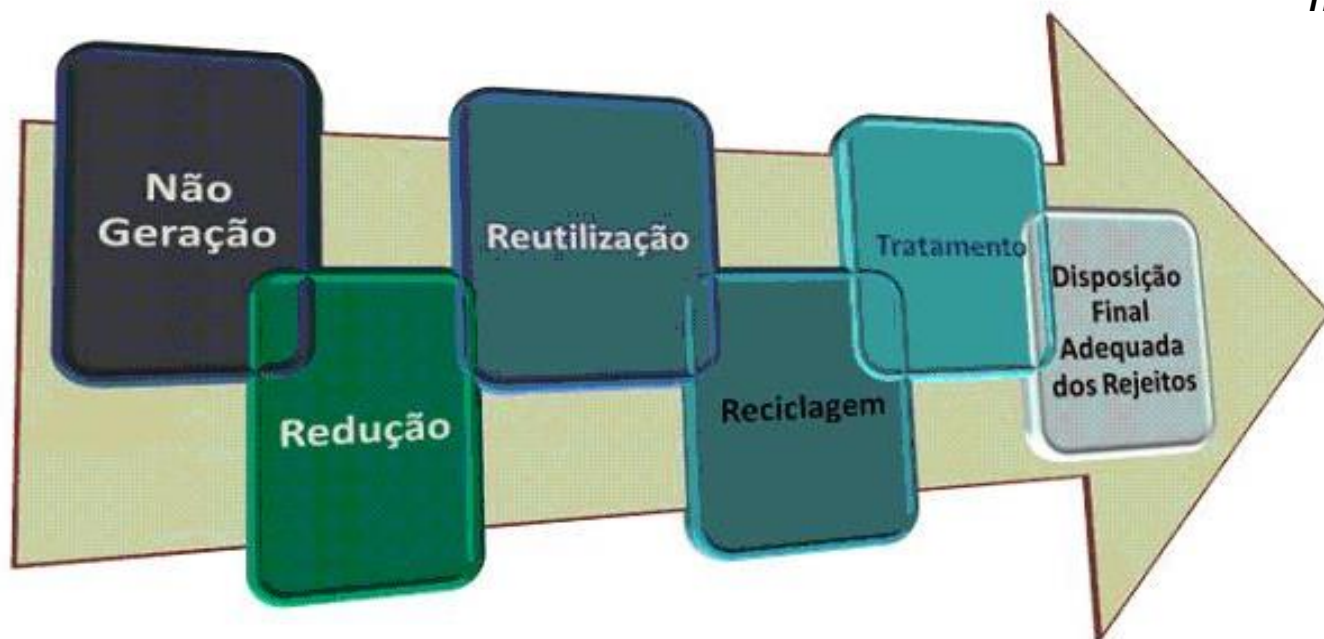 Não
Geração
Redução
Reutilização
Reciclagem
Tratamento
Disposição
Final
Adequada
dos Rejeitos